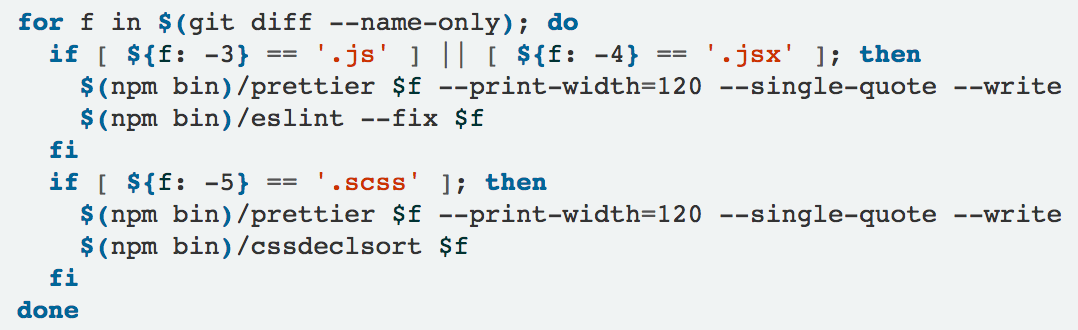 for f in $(git diff --name-only); do
  if [ ${f: -3} == '.js' ] || [ ${f: -4} == '.jsx' ]; then
    $(npm bin)/prettier $f --print-width=120 --single-quote --write
    $(npm bin)/eslint --fix $f
  fi
  if [ ${f: -5} == '.scss' ]; then
    $(npm bin)/prettier $f --print-width=120 --single-quote --write
    $(npm bin)/cssdeclsort $f
  fi
done